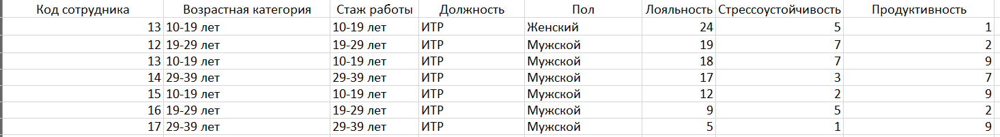 Код сотрудника Возрастная категория Стаж работы Должность Пол Лояльность Стрессоустойчивость Продуктивность
13 10-19 лет 10-19 лет ИТР Женский 24 5 1
12 19-29 лет 19-29 лет ИТР Мужской 19 7 2
13 10-19 лет 10-19 лет ИТР Мужской 18 7 9
14 29-39 лет 29-39 лет ИТР Мужской 17 3 7
15 10-19 лет 10-19 лет ИТР Мужской 12 2 9
16 19-29 лет 19-29 лет ИТР Мужской 9 5 2
17 29-39 лет 29-39 лет ИТР Мужской 5 1 9